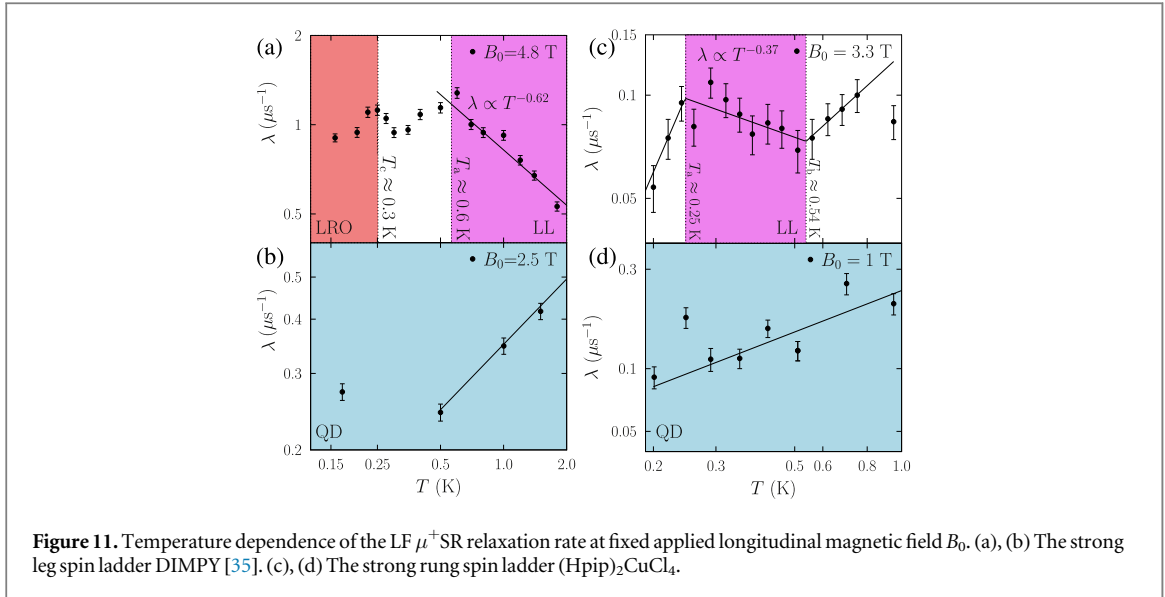 (a)
B₀=4.8 T
λ ∝ T⁻⁰·⁶²
T_c ≈ 0.3 K
T_a ≈ 0.6 K
LRO
LL
2
1
0.5
λ (μs⁻¹)
(c)
λ ∝ T⁻⁰·³⁷
B₀ = 3.3 T
T_a ≈ 0.25 K
T_b ≈ 0.54 K
LL
0.15
0.1
0.05
λ (μs⁻¹)
(b)
B₀=2.5 T
QD
0.5
0.4
0.3
0.2
λ (μs⁻¹)
0.15 0.25 0.5 1.0 2.0
T (K)
(d)
B₀ = 1 T
QD
0.3
0.1
0.05
λ (μs⁻¹)
0.2 0.3 0.5 0.6 1.0
T (K)
Figure 11. Temperature dependence of the LF μ⁺SR relaxation rate at fixed applied longitudinal magnetic field B₀. (a), (b) The strong
leg spin ladder DIMPY [35]. (c), (d) The strong rung spin ladder (Hpip)₂CuCl₄.